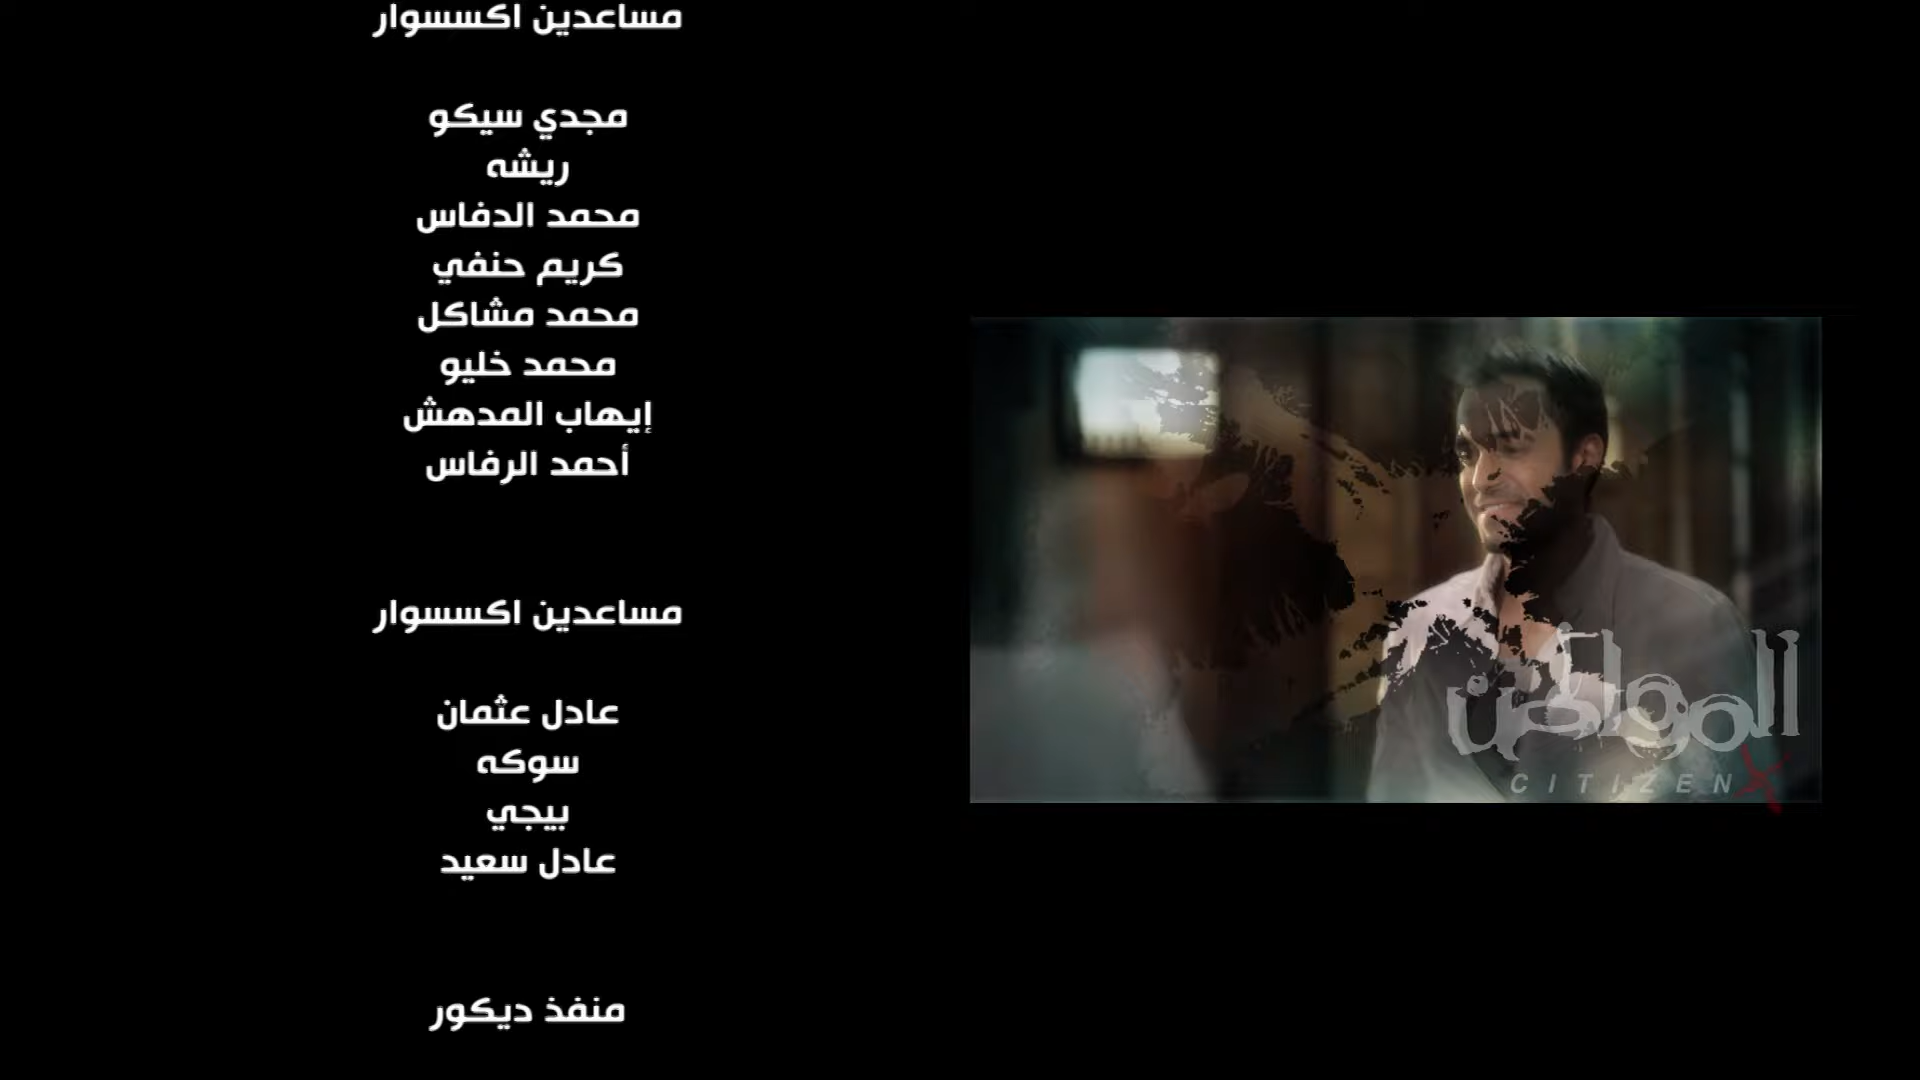 مساعدين اكسسوار
مجدي سيكو
ريشه
محمد الدفاس
كريم حنفي
محمد مشاكل
محمد خليو
إيهاب المدهش
أحمد الرفاس
مساعدين اكسسوار
عادل عثمان
سوكه
بيجي
عادل سعيد
منفذ ديكور
المواطن
CITIZEN X